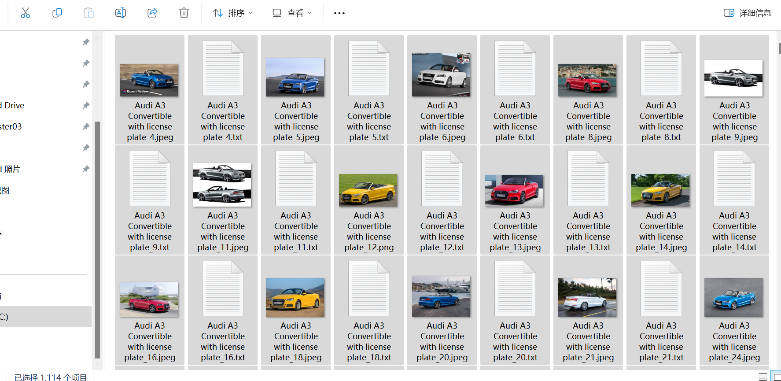 排序
查看
详细信息
d Drive
ster03
照片
图
C:)
Audi A3
Convertible
with license
plate_4.jpeg
Audi A3
Convertible
with license
plate_4.txt
Audi A3
Convertible
with license
plate_5.jpeg
Audi A3
Convertible
with license
plate_5.txt
Audi A3
Convertible
with license
plate_6.jpeg
Audi A3
Convertible
with license
plate_6.txt
Audi A3
Convertible
with license
plate_8.jpeg
Audi A3
Convertible
with license
plate_8.txt
Audi A3
Convertible
with license
plate_9.jpeg
Audi A3
Convertible
with license
plate_9.txt
Audi A3
Convertible
with license
plate_11.jpeg
Audi A3
Convertible
with license
plate_11.txt
Audi A3
Convertible
with license
plate_12.png
Audi A3
Convertible
with license
plate_12.txt
Audi A3
Convertible
with license
plate_13.jpeg
Audi A3
Convertible
with license
plate_13.txt
Audi A3
Convertible
with license
plate_14.jpeg
Audi A3
Convertible
with license
plate_14.txt
Audi A3
Convertible
with license
plate_16.jpeg
Audi A3
Convertible
with license
plate_16.txt
Audi A3
Convertible
with license
plate_18.jpeg
Audi A3
Convertible
with license
plate_18.txt
Audi A3
Convertible
with license
plate_20.jpeg
Audi A3
Convertible
with license
plate_20.txt
Audi A3
Convertible
with license
plate_21.jpeg
Audi A3
Convertible
with license
plate_21.txt
Audi A3
Convertible
with license
plate_24.jpeg
已选择 1,114 个项目